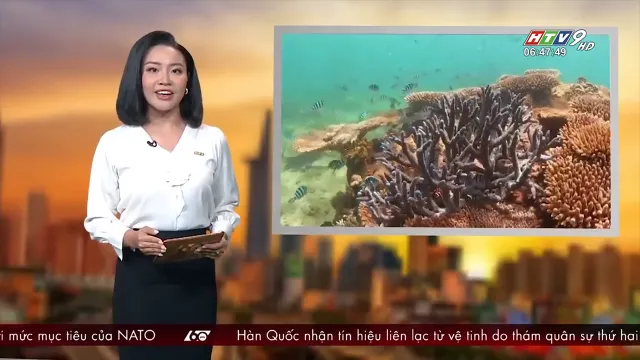 HTV9 HD
06:47:49
i mức mục tiêu của NATO 60 Hàn Quốc nhận tín hiệu liên lạc từ vệ tinh do thám quân sự thứ hai